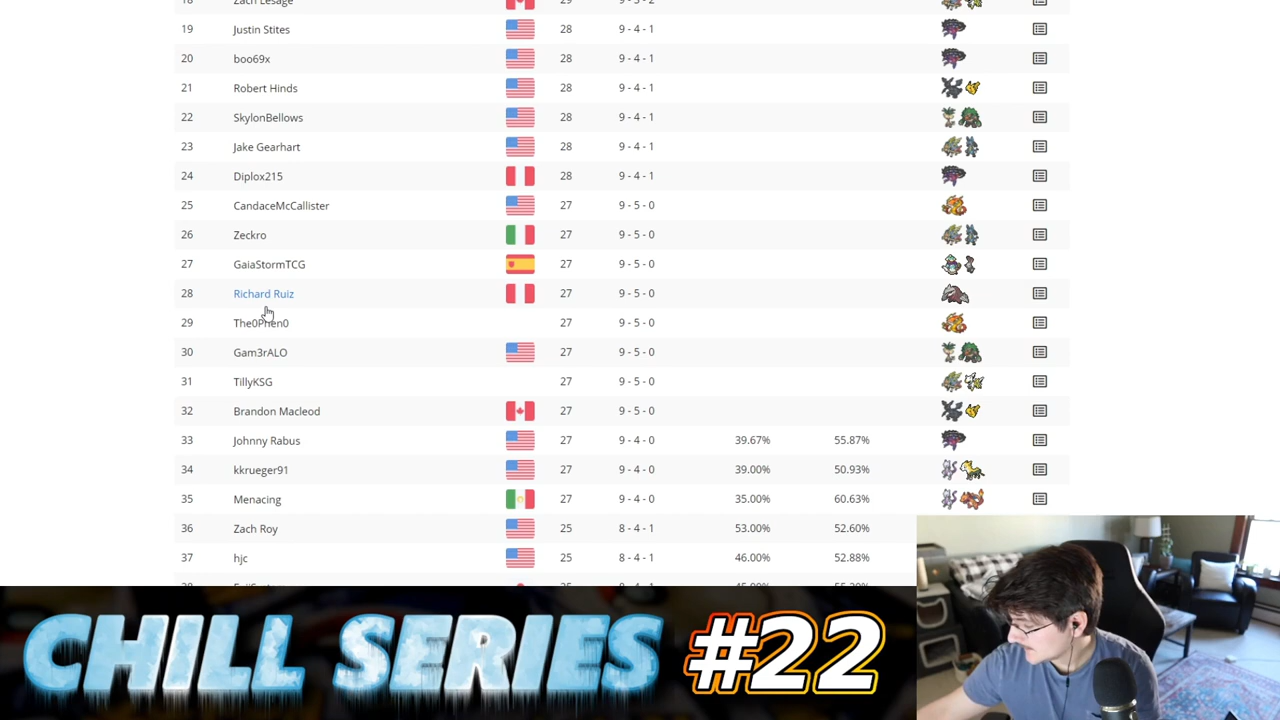 18 Zach Lesage 29 9 - 3 - 2
19 Justin Stites 28 9 - 4 - 1
20 28 9 - 4 - 1
21 Robert Hinds 28 9 - 4 - 1
22 SkylonBellows 28 9 - 4 - 1
23 Jake Gearhart 28 9 - 4 - 1
24 Diplox215 28 9 - 4 - 1
25 CandaceMcCallister 27 9 - 5 - 0
26 Zeckro 27 9 - 5 - 0
27 GaiaStormTCG 27 9 - 5 - 0
28 Richard Ruiz 27 9 - 5 - 0
29 The0Phen0 27 9 - 5 - 0
30 Gam3rALO 27 9 - 5 - 0
31 TillyKSG 27 9 - 5 - 0
32 Brandon Macleod 27 9 - 5 - 0
33 Johnny Rabus 27 9 - 4 - 0 39.67% 55.87%
34 kkrueger91 27 9 - 4 - 0 39.00% 50.93%
35 Menacing 27 9 - 4 - 0 35.00% 60.63%
36 Zach Roy 25 8 - 4 - 1 53.00% 52.60%
37 25 8 - 4 - 1 46.00% 52.88%
CHILL SERIES #22